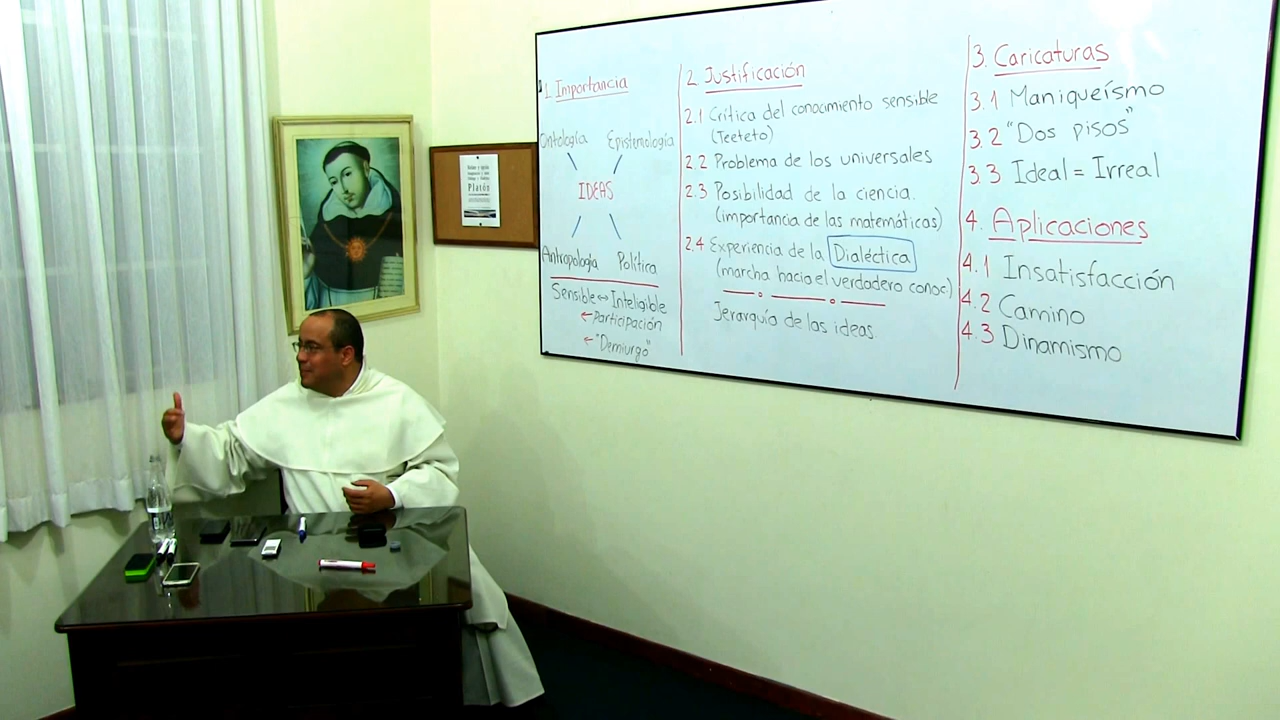 Platón
1. Importancia
Ontología Epistemología
IDEAS
Antropología Política
Sensible ↔ Inteligible
← Participación
← "Demiurgo"
2. Justificación
2.1 Crítica del conocimiento sensible
(Teeteto)
2.2 Problema de los universales
2.3 Posibilidad de la ciencia.
(importancia de las matemáticas)
2.4 Experiencia de la Dialéctica
(marcha hacia el verdadero conoc.)
Jerarquía de las ideas.
3. Caricaturas
3.1 Maniqueísmo
3.2 "Dos pisos"
3.3 Ideal = Irreal
4. Aplicaciones
4.1 Insatisfacción
4.2 Camino
4.3 Dinamismo